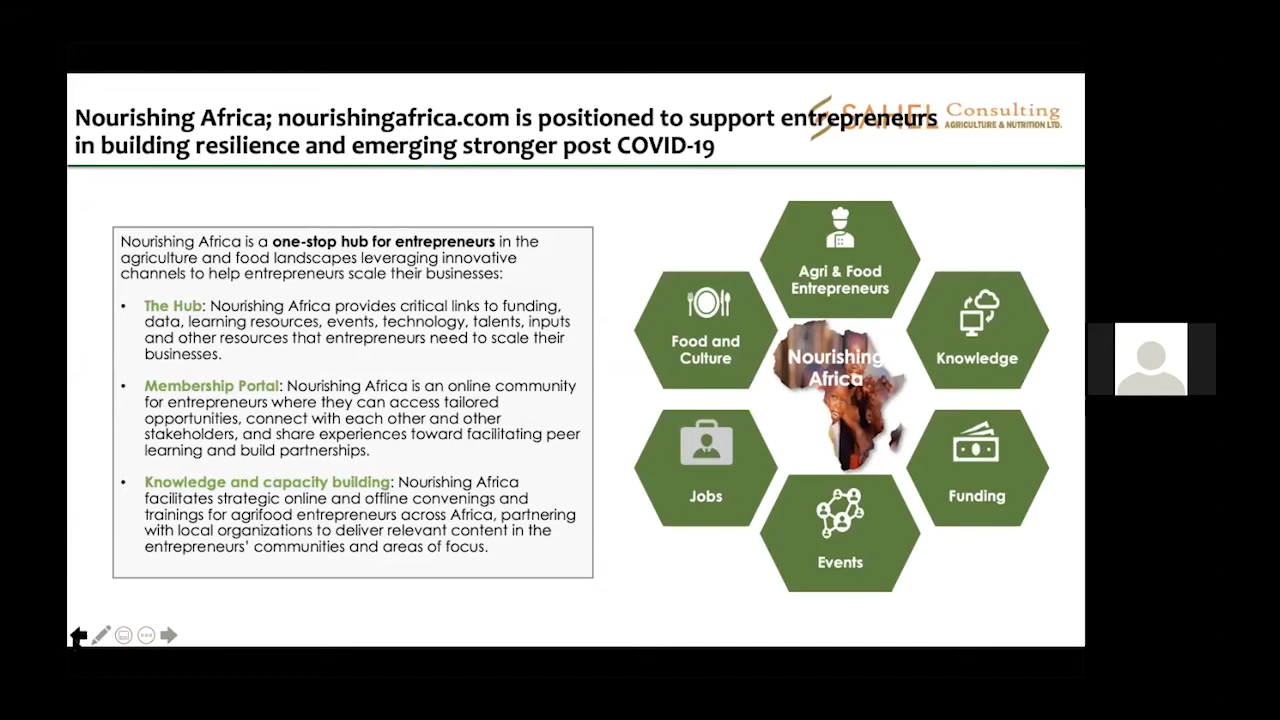 Nourishing Africa; nourishingafrica.com is positioned to support entrepreneurs
in building resilience and emerging stronger post COVID-19
SAHEL Consulting
AGRICULTURE & NUTRITION LTD.
Nourishing Africa is a one-stop hub for entrepreneurs in the
agriculture and food landscapes leveraging innovative
channels to help entrepreneurs scale their businesses:
• The Hub: Nourishing Africa provides critical links to funding,
data, learning resources, events, technology, talents, inputs
and other resources that entrepreneurs need to scale their
businesses.
• Membership Portal: Nourishing Africa is an online community
for entrepreneurs where they can access tailored
opportunities, connect with each other and other
stakeholders, and share experiences toward facilitating peer
learning and build partnerships.
• Knowledge and capacity building: Nourishing Africa
facilitates strategic online and offline convenings and
trainings for agrifood entrepreneurs across Africa, partnering
with local organizations to deliver relevant content in the
entrepreneurs' communities and areas of focus.
Agri & Food
Entrepreneurs
Food and
Culture
Knowledge
Nourishing
Africa
Jobs
Funding
Events